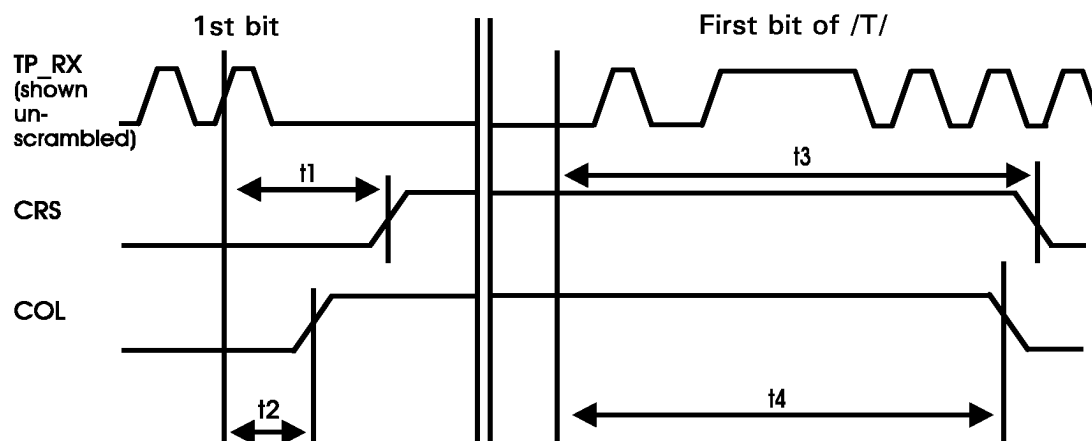 1st bit
First bit of /T/
TP_RX
(shown
un-
scrambled)
t1
t3
CRS
COL
t2
t4